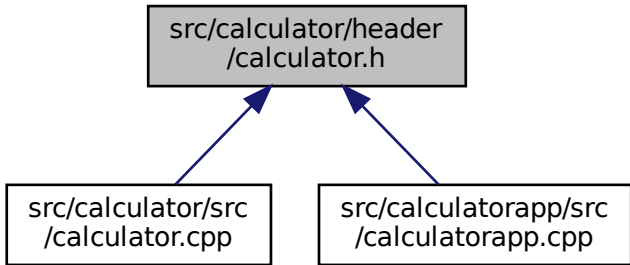 src/calculator/header
/calculator.h
src/calculator/src
/calculator.cpp
src/calculatorapp/src
/calculatorapp.cpp